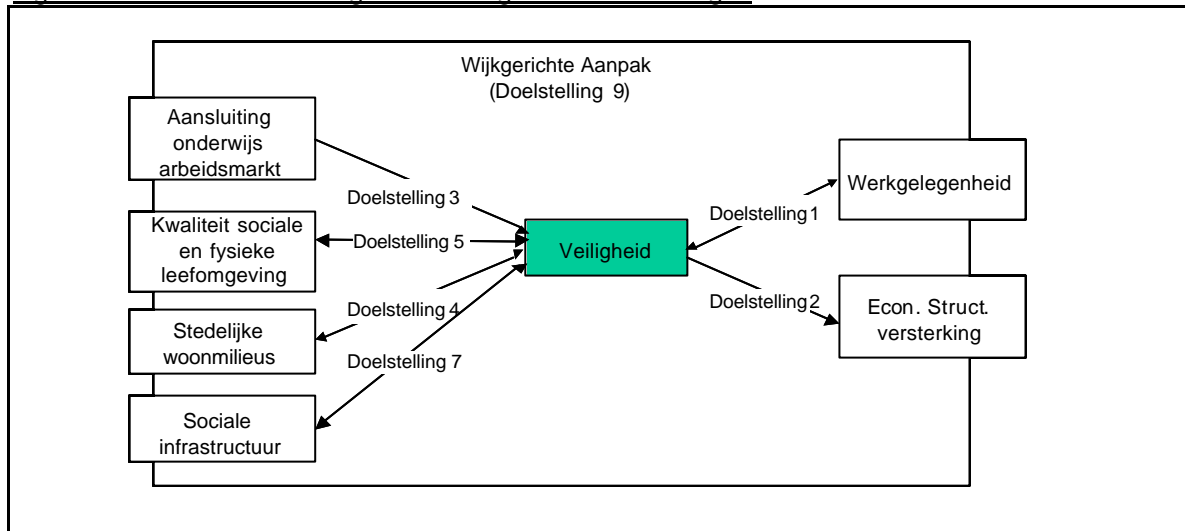 Wijkgerichte Aanpak
(Doelstelling 9)
Aansluiting
onderwijs
arbeidsmarkt
Doelstelling 3
Kwaliteit sociale
en fysieke
leefomgeving
Doelstelling 5
Stedelijke
woonmilieus
Doelstelling 4
Sociale
infrastructuur
Doelstelling 7
Veiligheid
Doelstelling 1
Werkgelegenheid
Doelstelling 2
Econ. Struct.
versterking